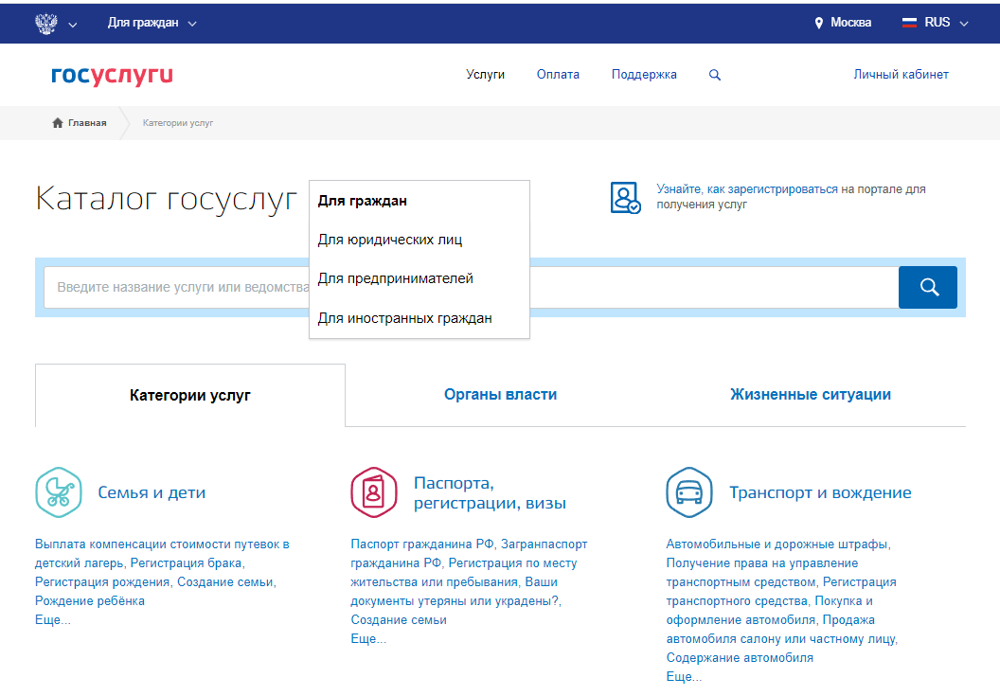 Для граждан
Москва
RUS
госуслуги
Услуги
Оплата
Поддержка
Личный кабинет
Главная
Категории услуг
Каталог госуслуг
Для граждан
Для юридических лиц
Для предпринимателей
Для иностранных граждан
Узнайте, как зарегистрироваться на портале для
получения услуг
Введите название услуги или ведомства
Категории услуг
Органы власти
Жизненные ситуации
Семья и дети
Выплата компенсации стоимости путевок в
детский лагерь, Регистрация брака,
Регистрация рождения, Создание семьи,
Рождение ребёнка
Еще...
Паспорта,
регистрации, визы
Паспорт гражданина РФ, Загранпаспорт
гражданина РФ, Регистрация по месту
жительства или пребывания, Ваши
документы утеряны или украдены?,
Создание семьи
Еще...
Транспорт и вождение
Автомобильные и дорожные штрафы,
Получение права на управление
транспортным средством, Регистрация
транспортного средства, Покупка и
оформление автомобиля, Продажа
автомобиля салону или частному лицу,
Содержание автомобиля
Еще...